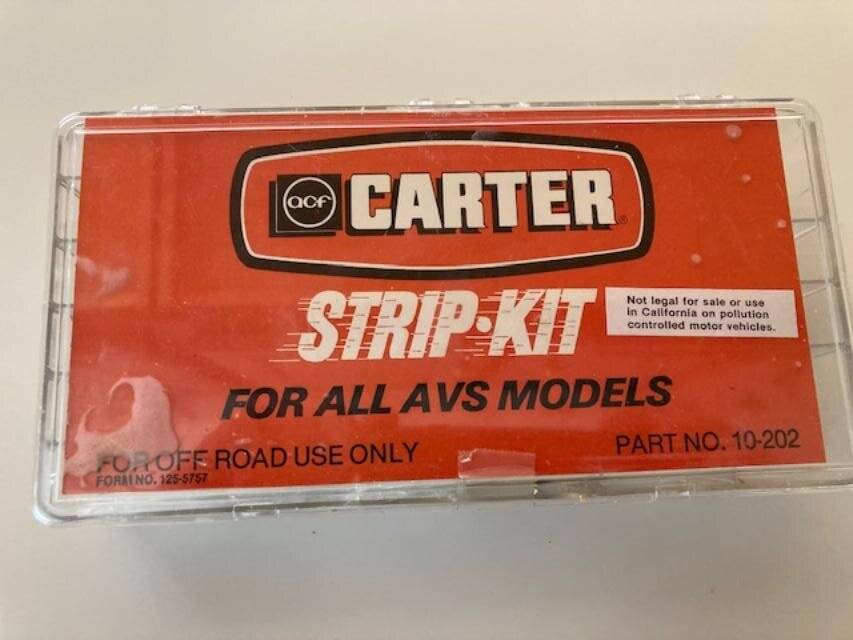 acf CARTER®
STRIP•KIT
Not legal for sale or use
in California on pollution
controlled motor vehicles.
FOR ALL AVS MODELS
FOR OFF ROAD USE ONLY
PART NO. 10-202
FORM NO. 125-5757